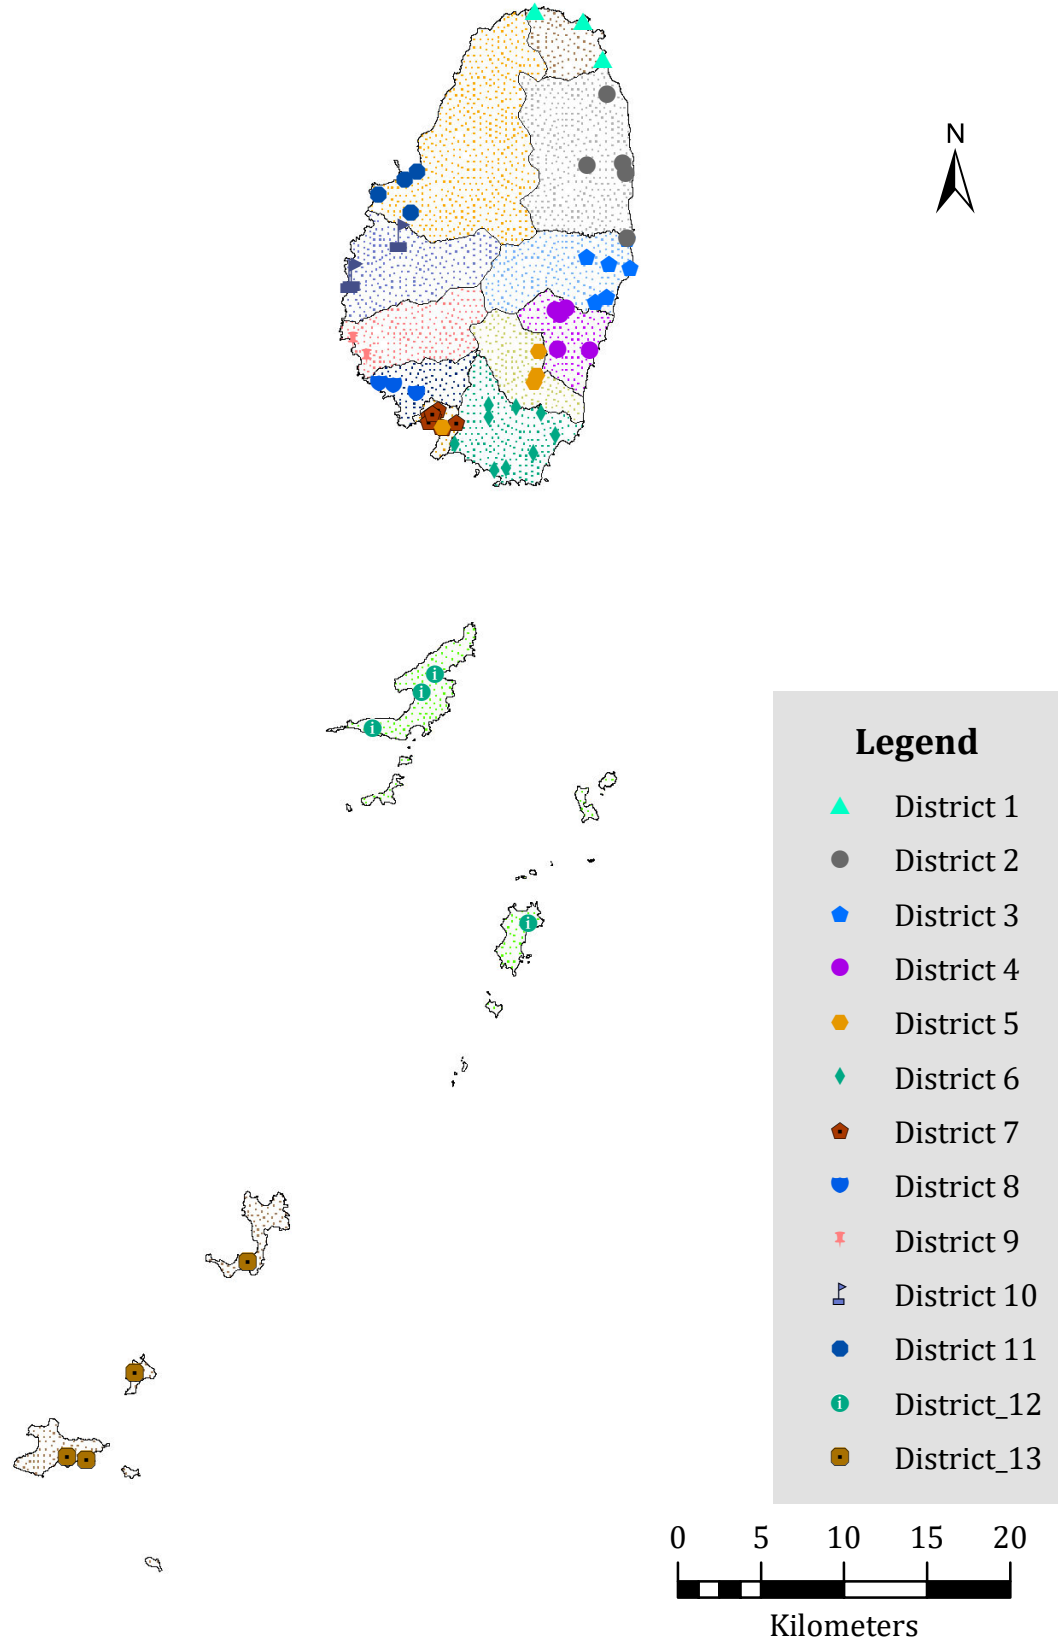 N
Legend
District 1
District 2
District 3
District 4
District 5
District 6
District 7
District 8
District 9
District 10
District 11
District_12
District_13
0 5 10 15 20
Kilometers
i
i
i
i
i